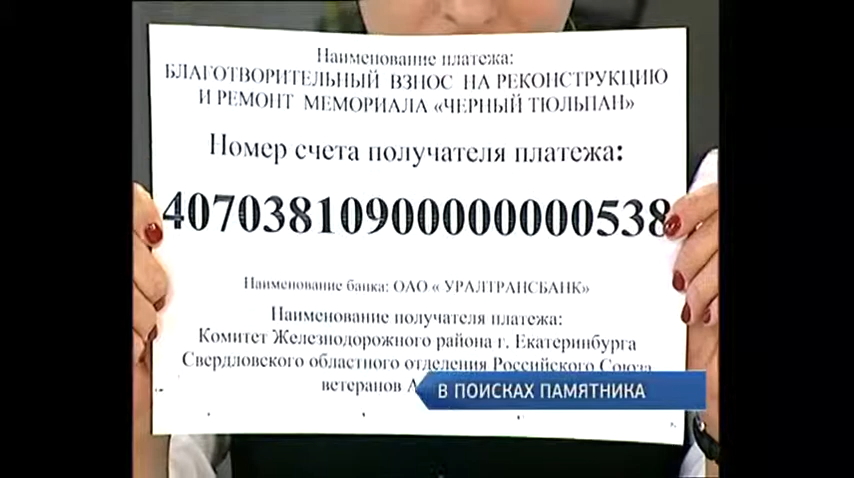 Наименование платежа:
БЛАГОТВОРИТЕЛЬНЫЙ ВЗНОС НА РЕКОНСТРУКЦИЮ
И РЕМОНТ МЕМОРИАЛА «ЧЕРНЫЙ ТЮЛЬПАН»
Номер счета получателя платежа:
40703810900000000538
Наименование банка: ОАО « УРАЛТРАНСБАНК»
Наименование получателя платежа:
Комитет Железнодорожного района г. Екатеринбурга
Свердловского областного отделения Российского Союза
ветеранов
В ПОИСКАХ ПАМЯТНИКА